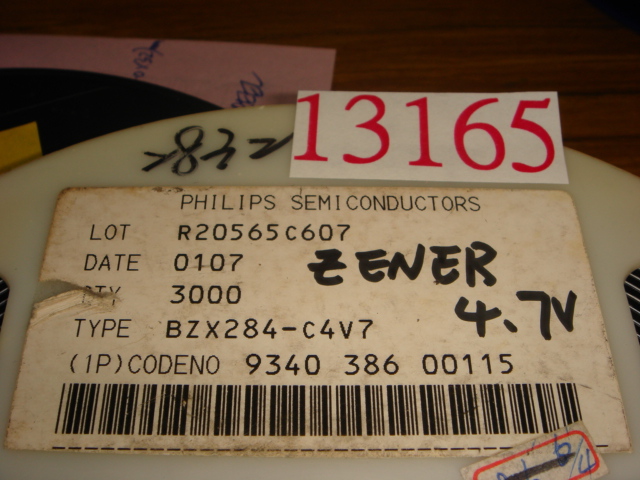 13165
PHILIPS SEMICONDUCTORS
LOT R20565C607
DATE 0107
ZENER
QTY 3000
4.7V
TYPE BZX284-C4V7
(1P)CODENO 9340 386 00115